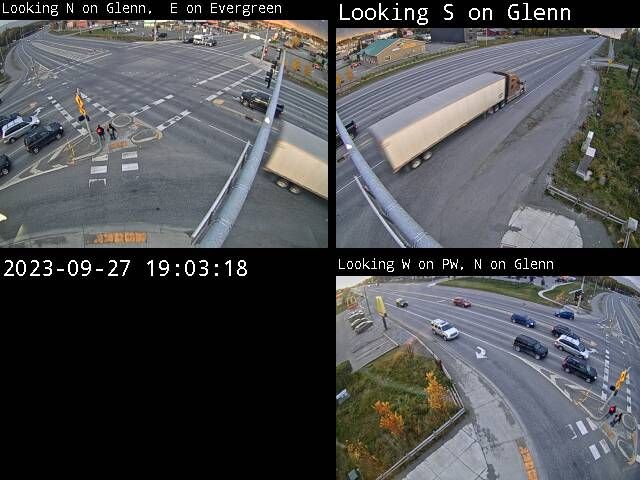 Looking N on Glenn, E on Evergreen
Looking S on Glenn
2023-09-27 19:03:18
Looking W on PW, N on Glenn